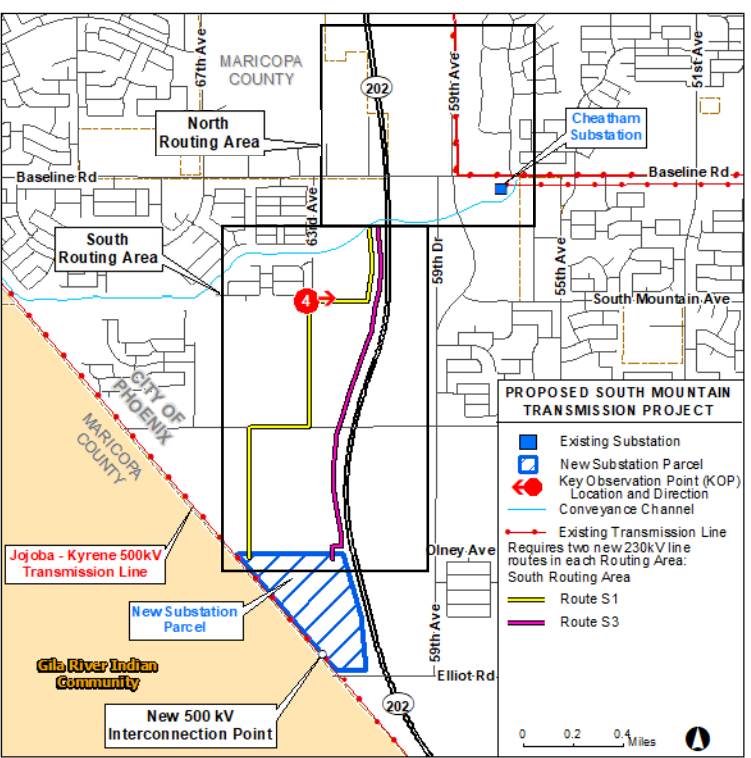 67th Ave
MARICOPA
COUNTY
202
59th Ave
51st Ave
North
Routing Area
Cheatham
Substation
Baseline Rd
Baseline Rd
63rd Ave
South
Routing Area
59th Dr
55th Ave
4
South Mountain Ave
CITY OF
PHOENIX
MARICOPA
COUNTY
PROPOSED SOUTH MOUNTAIN
TRANSMISSION PROJECT
Existing Substation
New Substation Parcel
Key Observation Point (KOP)
Location and Direction
Conveyance Channel
Existing Transmission Line
Requires two new 230kV line
routes in each Routing Area:
South Routing Area
Route S1
Route S3
Jojoba - Kyrene 500kV
Transmission Line
Olney Ave
New Substation
Parcel
59th Ave
Gila River Indian
Community
Elliot Rd
New 500 kV
Interconnection Point
202
0 0.2 0.4
Miles